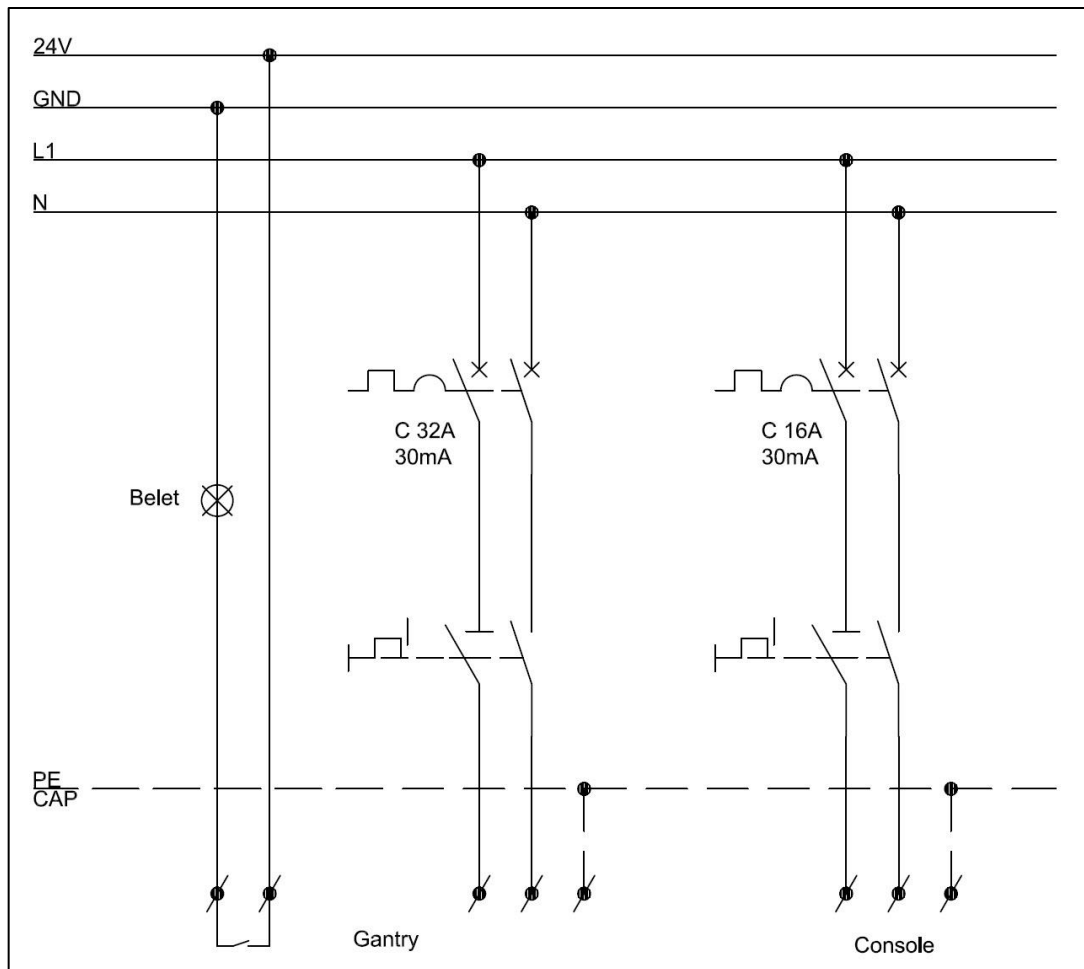 24V
GND
L1
N
C 32A
30mA
C 16A
30mA
Belet
PE
CAP
Gantry
Console